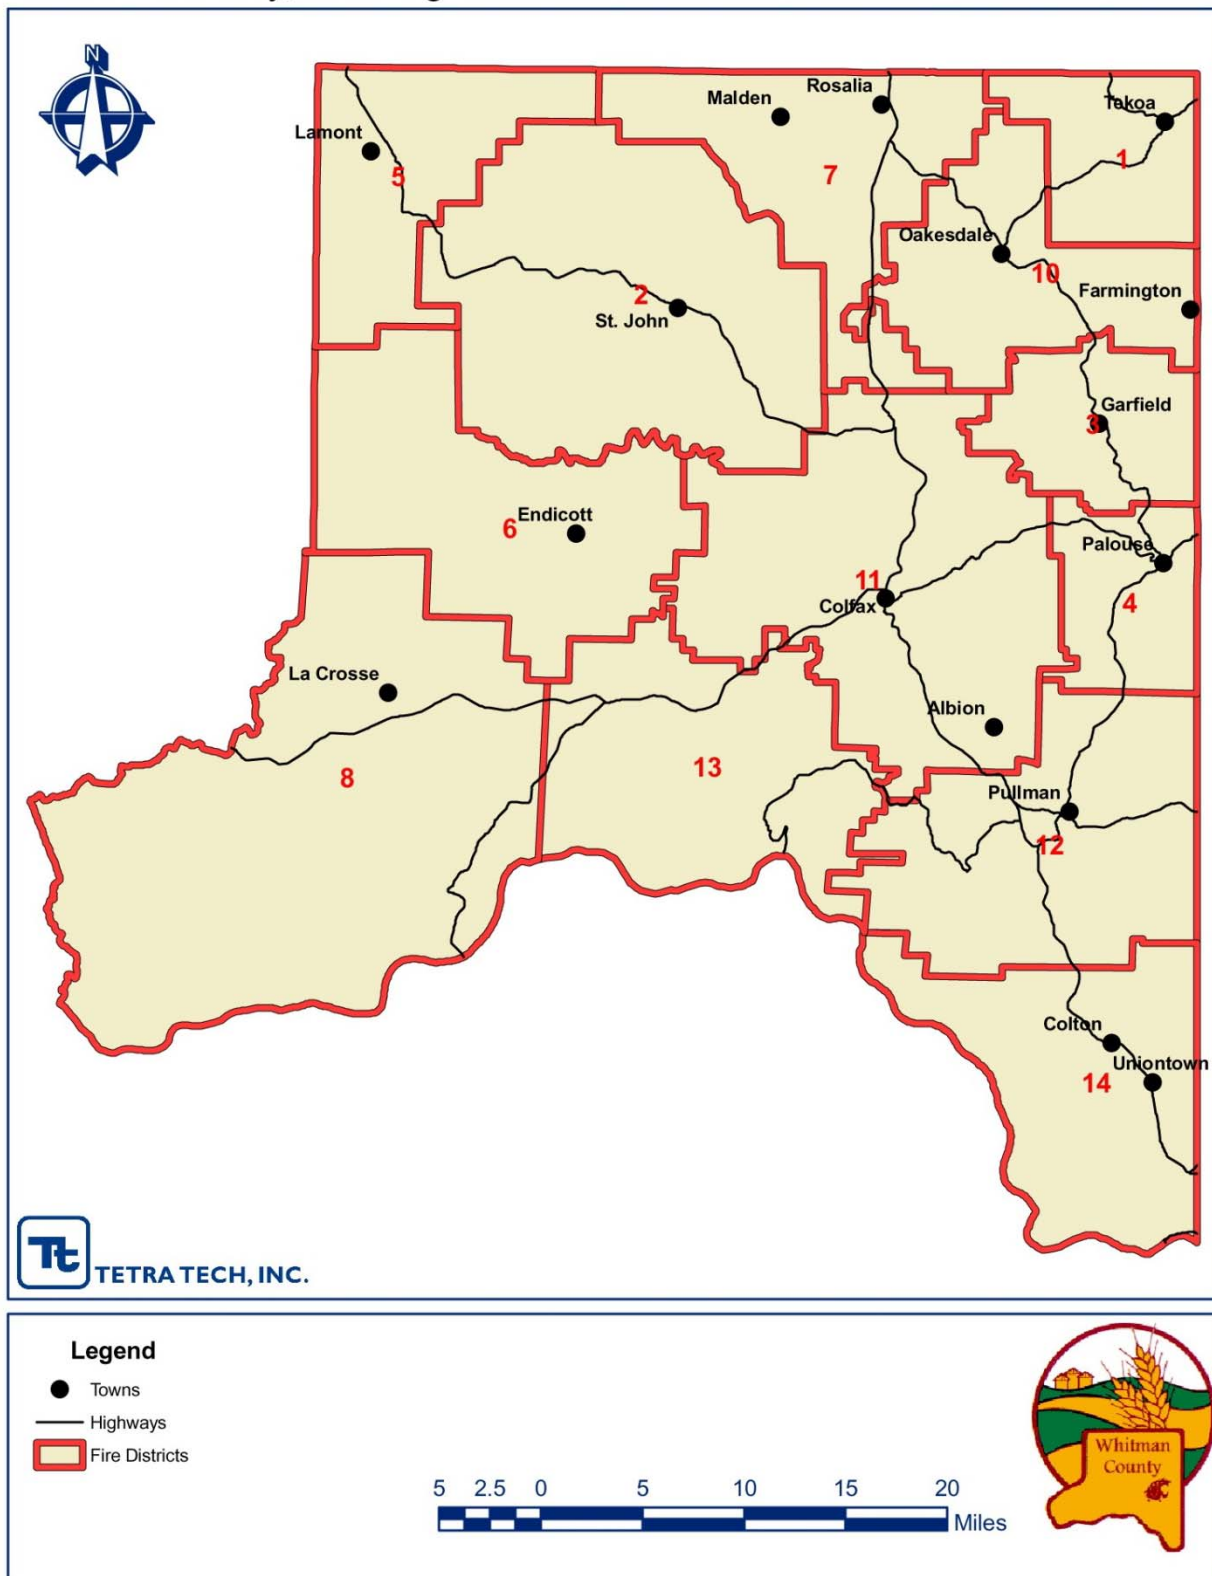 N
Rosalia
Malden
Tekoa
Lamont
1
5
7
Oakesdale
10
Farmington
2
St. John
Garfield
3
Endicott
6
Palouse
11
Colfax
4
La Crosse
Albion
13
8
Pullman
12
Colton
Uniontown
14
Tt
TETRA TECH, INC.
Legend
Towns
Highways
Fire Districts
5 2.5 0 5 10 15 20
Miles
Whitman
County